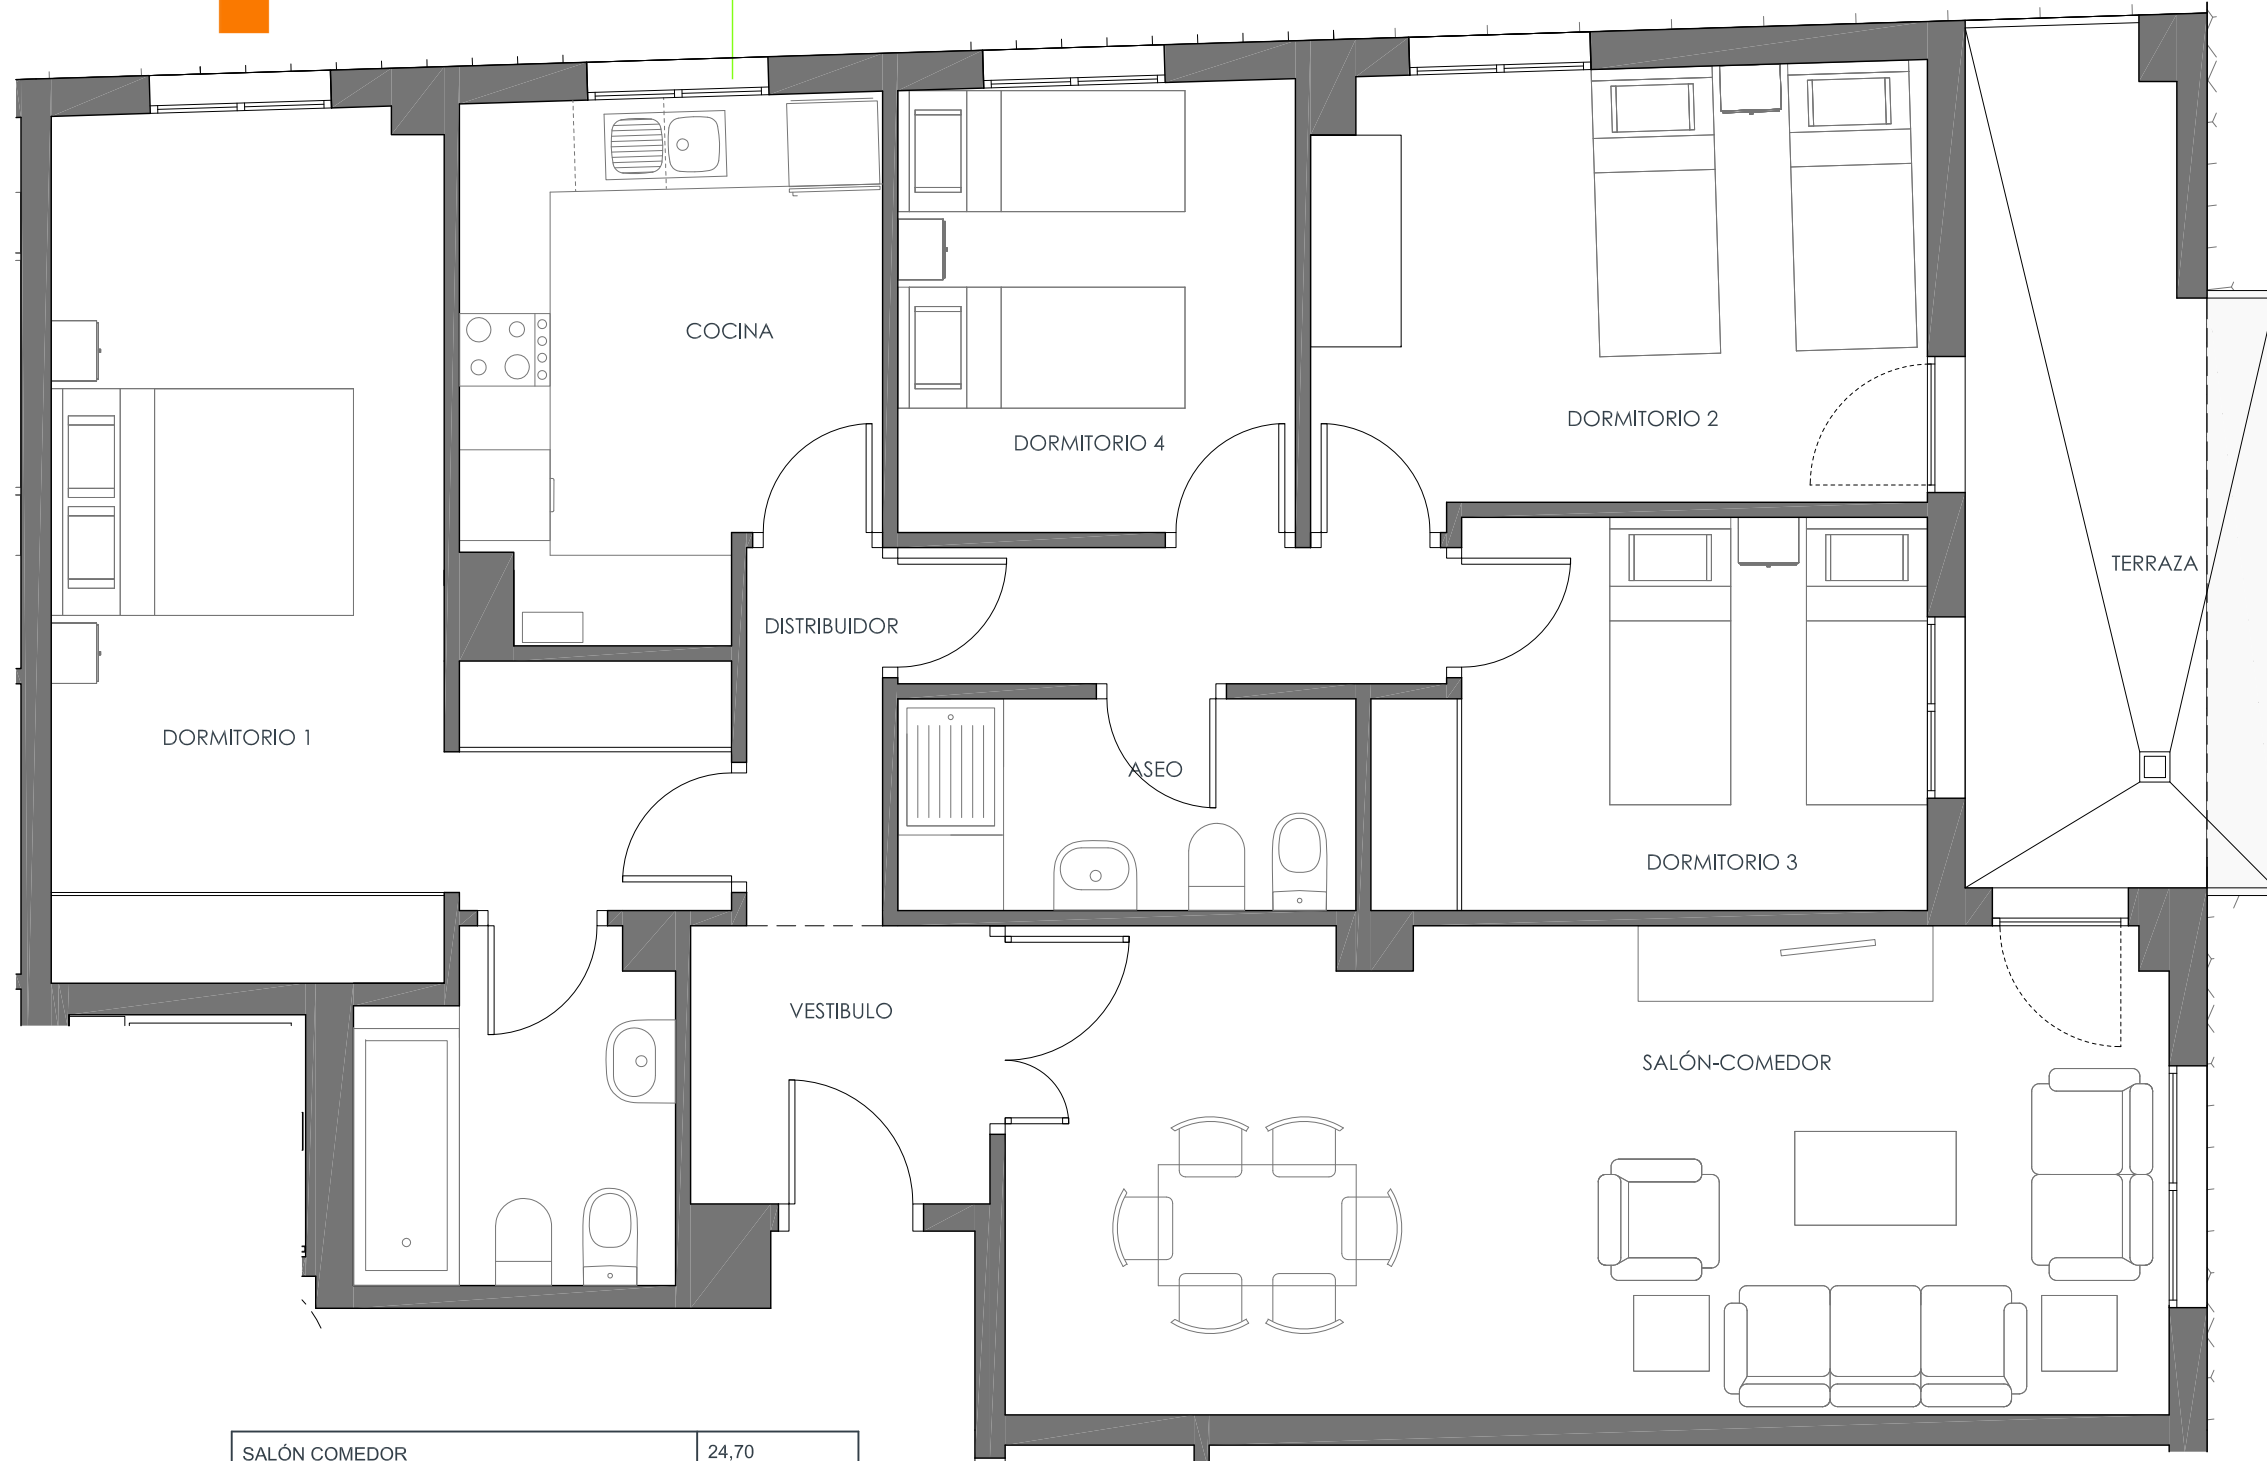 COCINA
DORMITORIO 4
DORMITORIO 2
TERRAZA
DISTRIBUIDOR
DORMITORIO 1
ASEO
DORMITORIO 3
VESTIBULO
SALÓN-COMEDOR
SALÓN COMEDOR 24,70